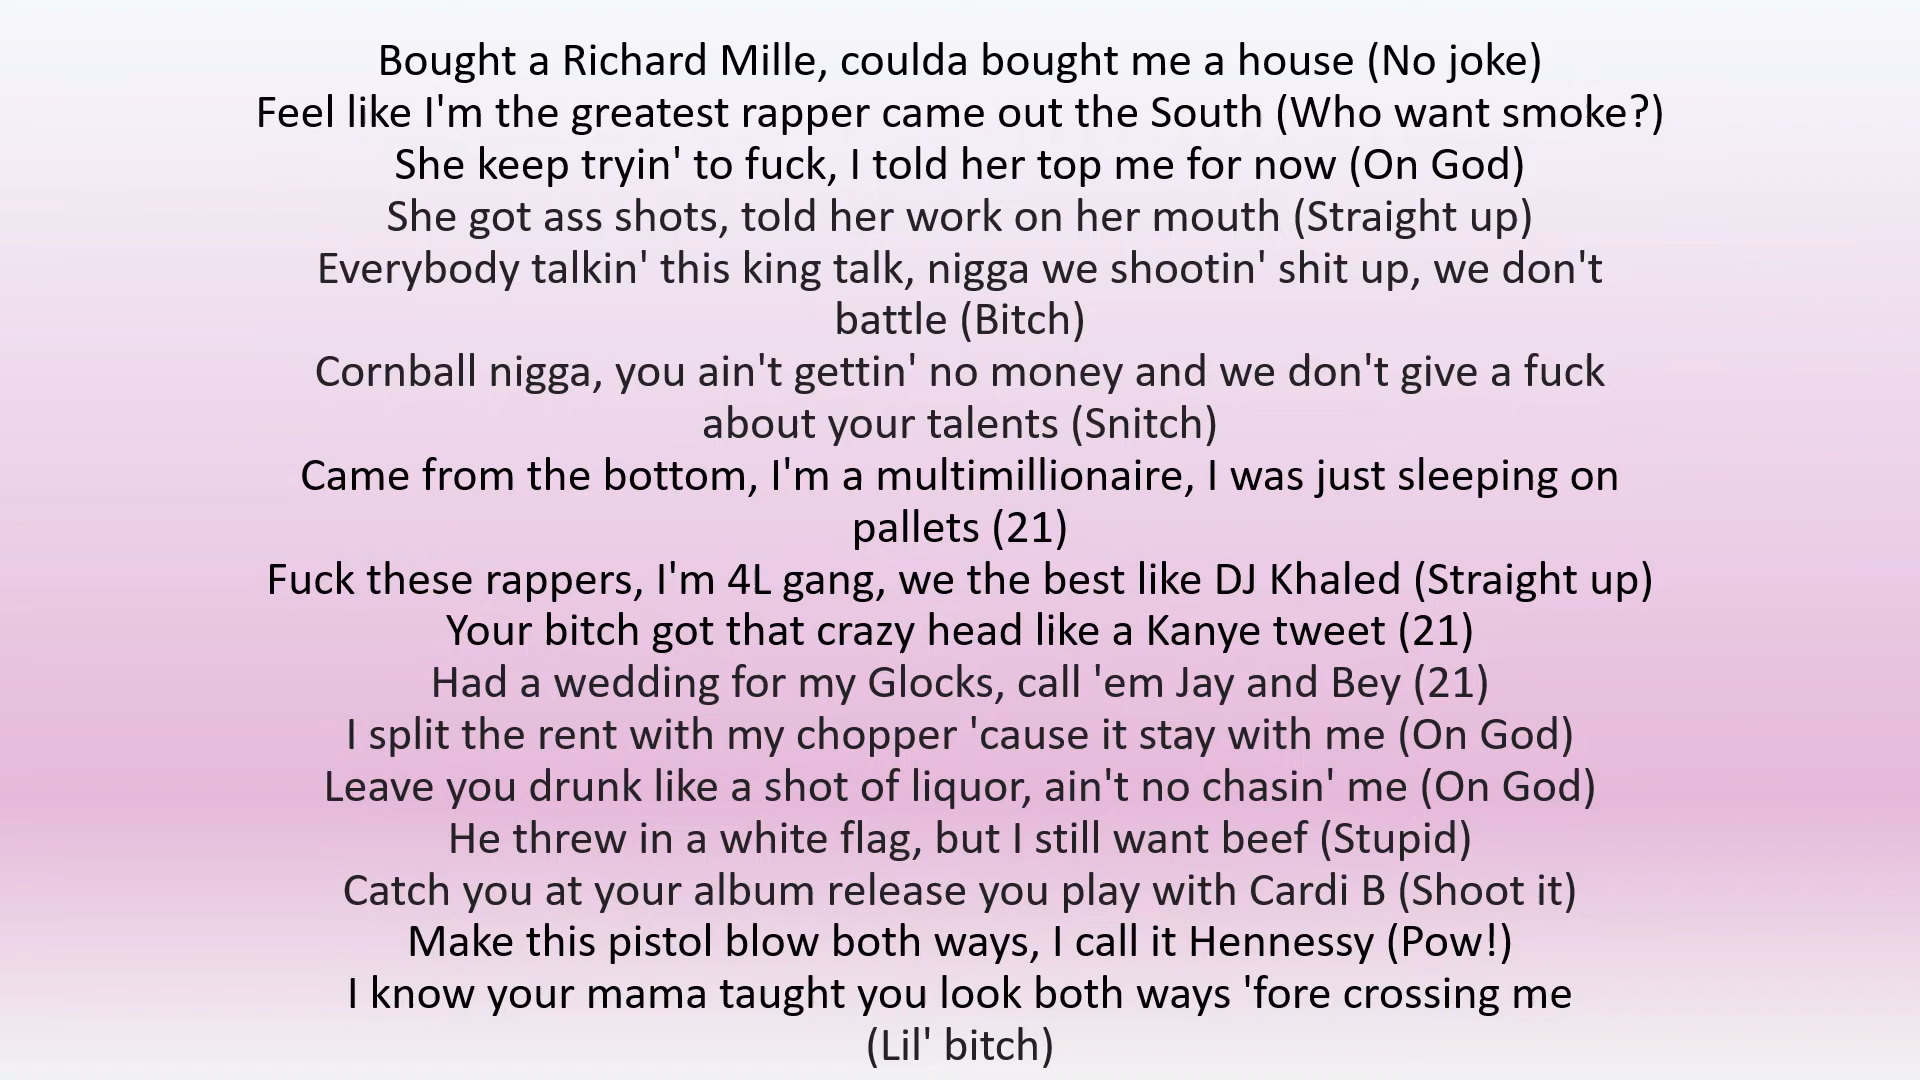 Bought a Richard Mille, coulda bought me a house (No joke)
Feel like I'm the greatest rapper came out the South (Who want smoke?)
She keep tryin' to fuck, I told her top me for now (On God)
She got ass shots, told her work on her mouth (Straight up)
Everybody talkin' this king talk, nigga we shootin' shit up, we don't
battle (Bitch)
Cornball nigga, you ain't gettin' no money and we don't give a fuck
about your talents (Snitch)
Came from the bottom, I'm a multimillionaire, I was just sleeping on
pallets (21)
Fuck these rappers, I'm 4L gang, we the best like DJ Khaled (Straight up)
Your bitch got that crazy head like a Kanye tweet (21)
Had a wedding for my Glocks, call 'em Jay and Bey (21)
I split the rent with my chopper 'cause it stay with me (On God)
Leave you drunk like a shot of liquor, ain't no chasin' me (On God)
He threw in a white flag, but I still want beef (Stupid)
Catch you at your album release you play with Cardi B (Shoot it)
Make this pistol blow both ways, I call it Hennessy (Pow!)
I know your mama taught you look both ways 'fore crossing me
(Lil' bitch)